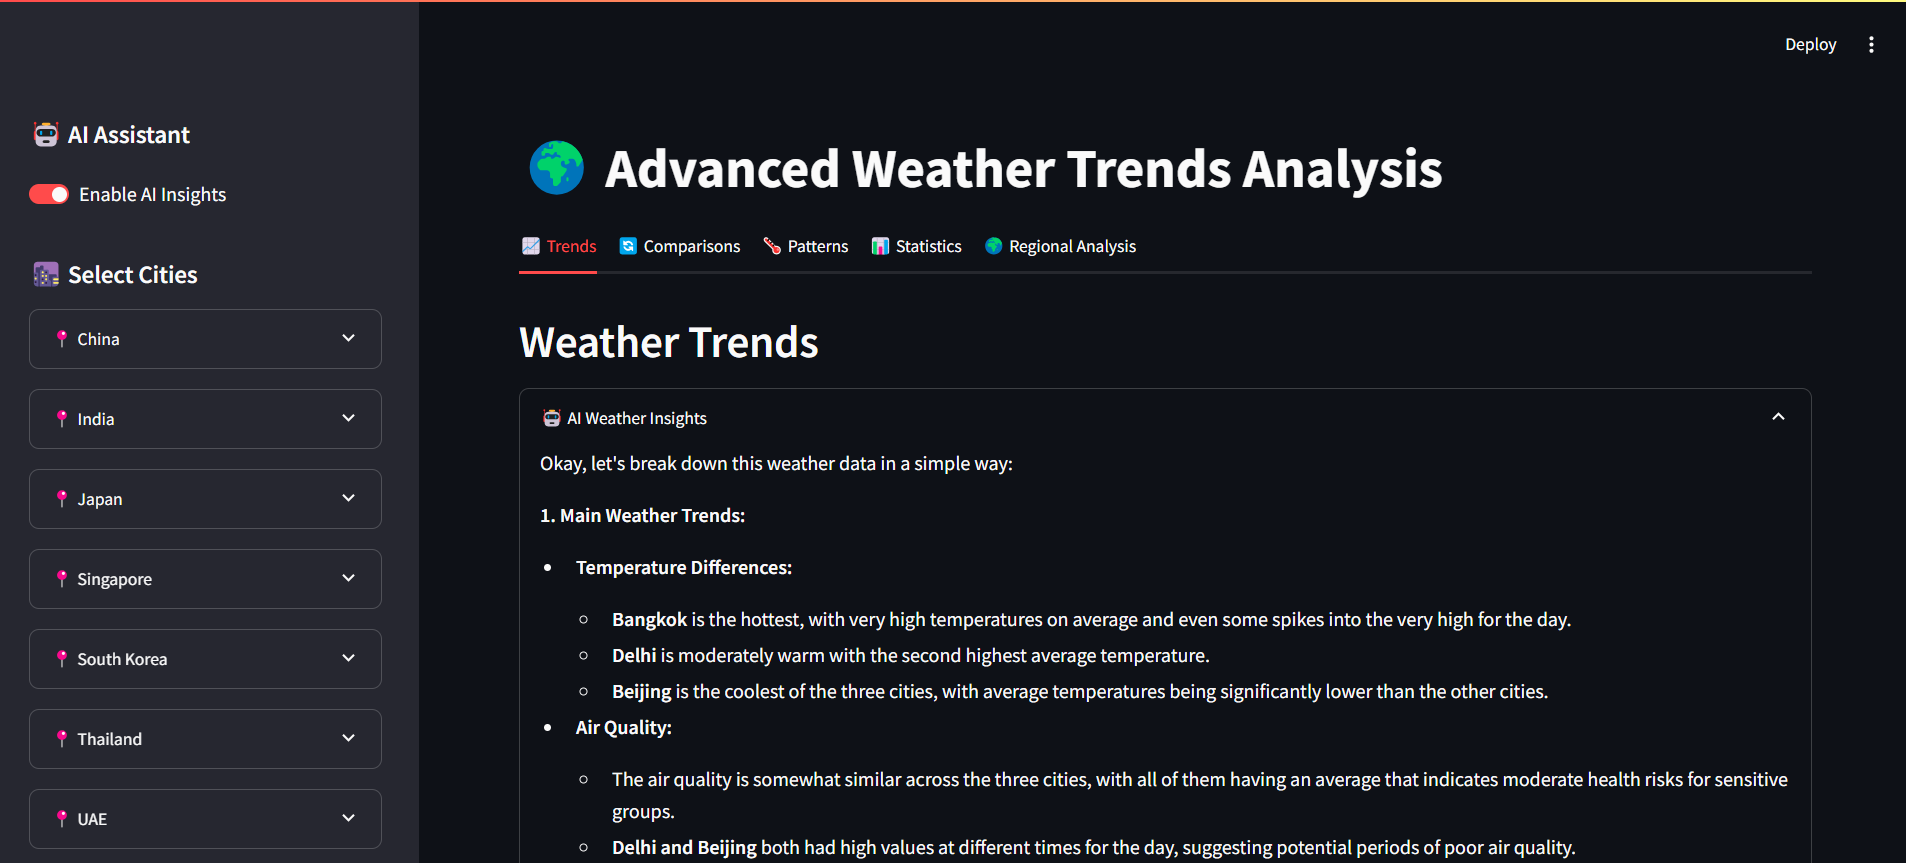 Deploy
AI Assistant
Enable AI Insights
Select Cities
China
India
Japan
Singapore
South Korea
Thailand
UAE
Advanced Weather Trends Analysis
Trends Comparisons Patterns Statistics Regional Analysis
Weather Trends
AI Weather Insights
Okay, let's break down this weather data in a simple way:
1. Main Weather Trends:
Temperature Differences:
Bangkok is the hottest, with very high temperatures on average and even some spikes into the very high for the day.
Delhi is moderately warm with the second highest average temperature.
Beijing is the coolest of the three cities, with average temperatures being significantly lower than the other cities.
Air Quality:
The air quality is somewhat similar across the three cities, with all of them having an average that indicates moderate health risks for sensitive
groups.
Delhi and Beijing both had high values at different times for the day, suggesting potential periods of poor air quality.